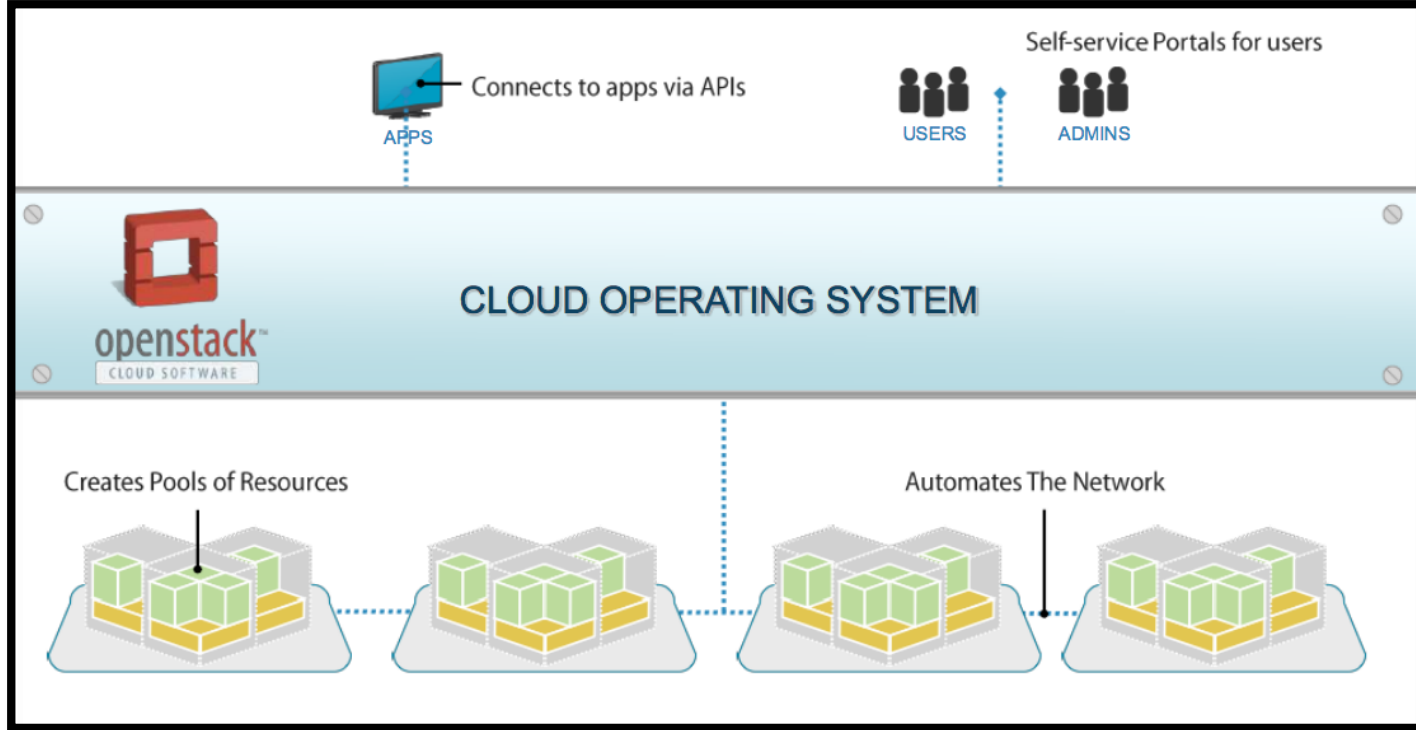 Self-service Portals for users
Connects to apps via APIs
APPS
USERS
ADMINS
openstack™
CLOUD SOFTWARE
CLOUD OPERATING SYSTEM
Creates Pools of Resources
Automates The Network